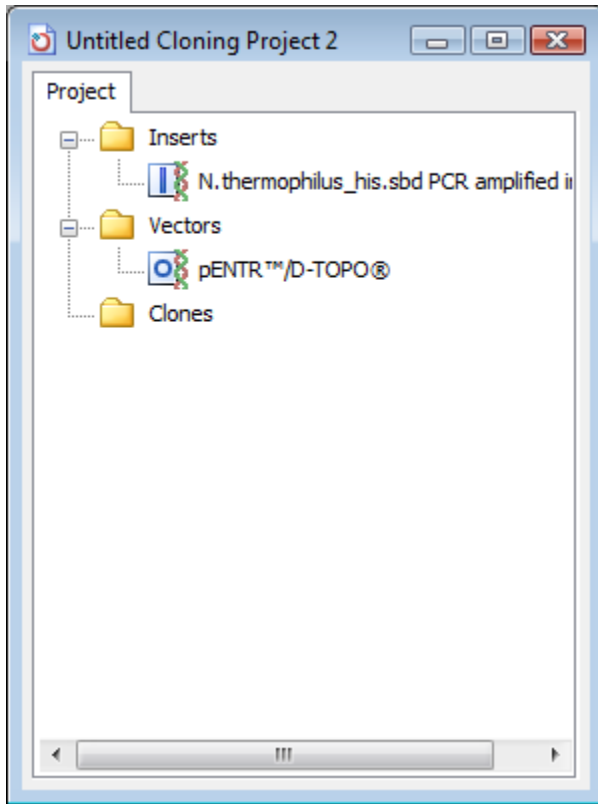 Untitled Cloning Project 2
Project
Inserts
N.thermophilus_his.sbd PCR amplified
Vectors
pENTR™/D-TOPO®
Clones